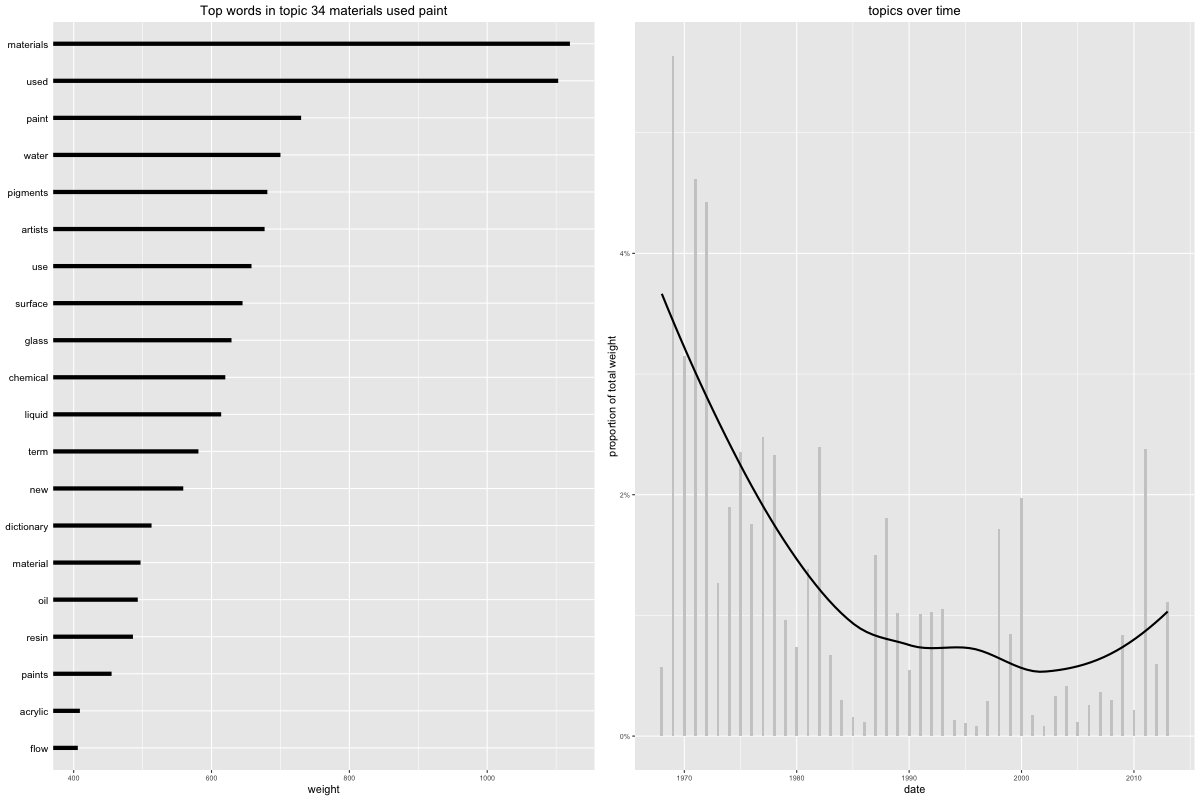 Top words in topic 34 materials used paint
materials
used
paint
water
pigments
artists
use
surface
glass
chemical
liquid
term
new
dictionary
material
oil
resin
paints
acrylic
flow
400 600 800 1000
weight
topics over time
proportion of total weight
4%
2%
0%
1970 1980 1990 2000 2010
date